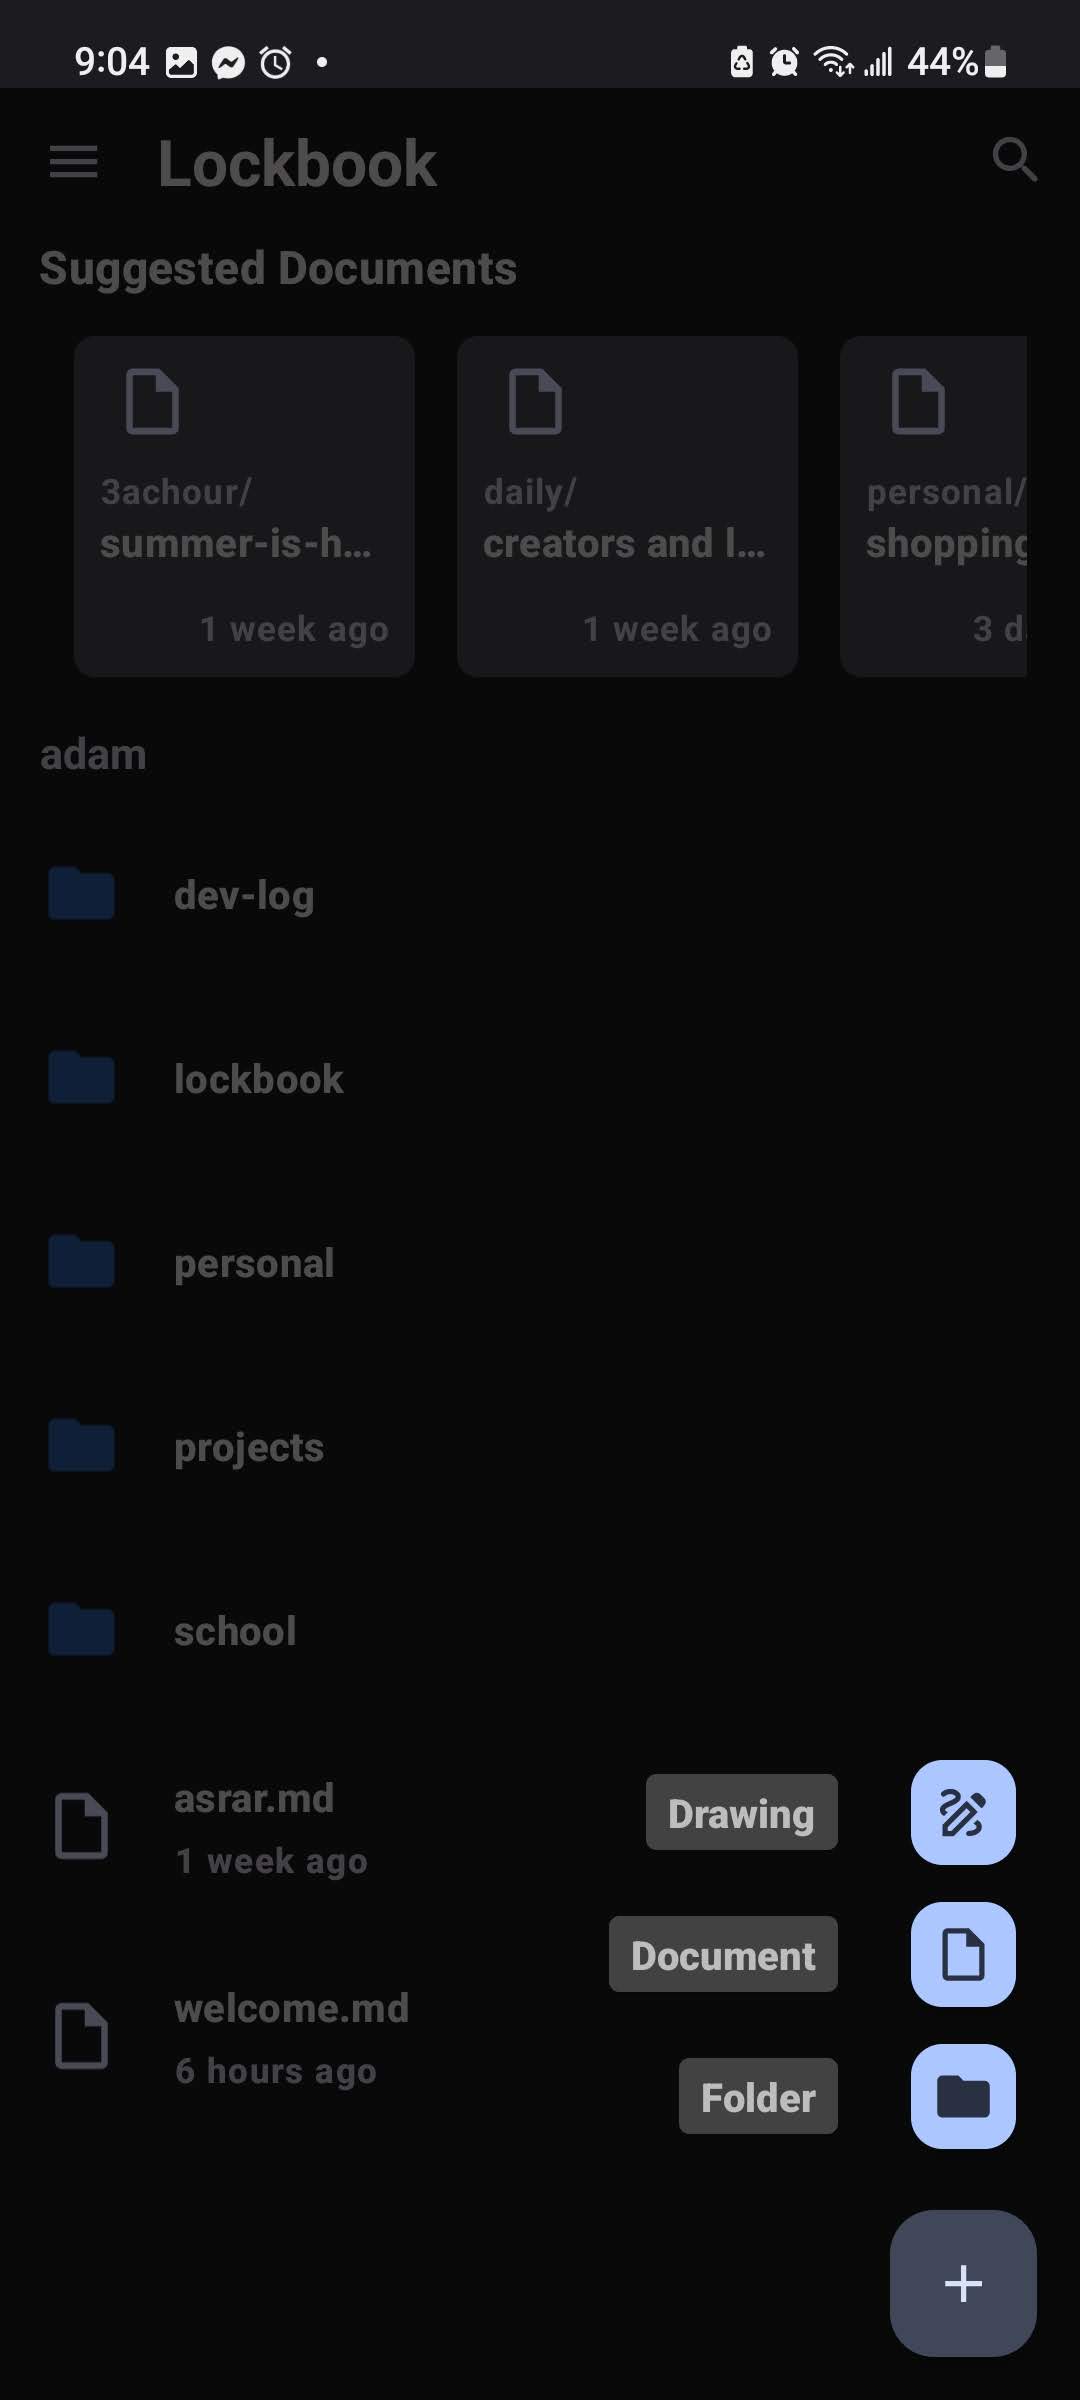 9:04
44%
Lockbook
Suggested Documents
3achour/
summer-is-h...
1 week ago
daily/
creators and l...
1 week ago
personal/
shopping
3 d
adam
dev-log
lockbook
personal
projects
school
asrar.md
1 week ago
welcome.md
6 hours ago
Drawing
Document
Folder